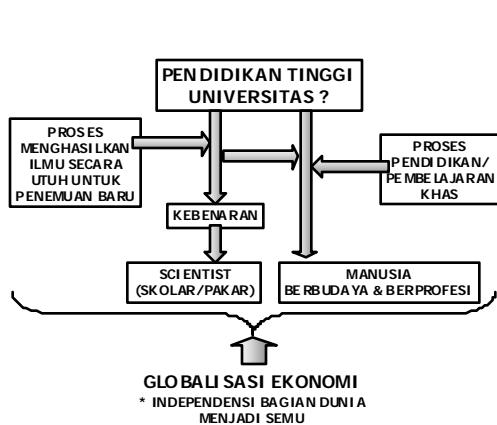 PENDIDIKAN TINGGI
UNIVERSITAS ?
PROSES
MENGHASILKAN
ILMU SECARA
UTUH UNTUK
PENEMUAN BARU
PROSES
PENDIDIKAN/
PEMBELAJARAN
KHAS
KEBENARAN
SCIENTIST
(SKOLAR/PAKAR)
MANUSIA
BERBUDAYA & BERPROFESI
GLOBALISASI EKONOMI
* INDEPENDENSI BAGIAN DUNIA
MENJADI SEMU